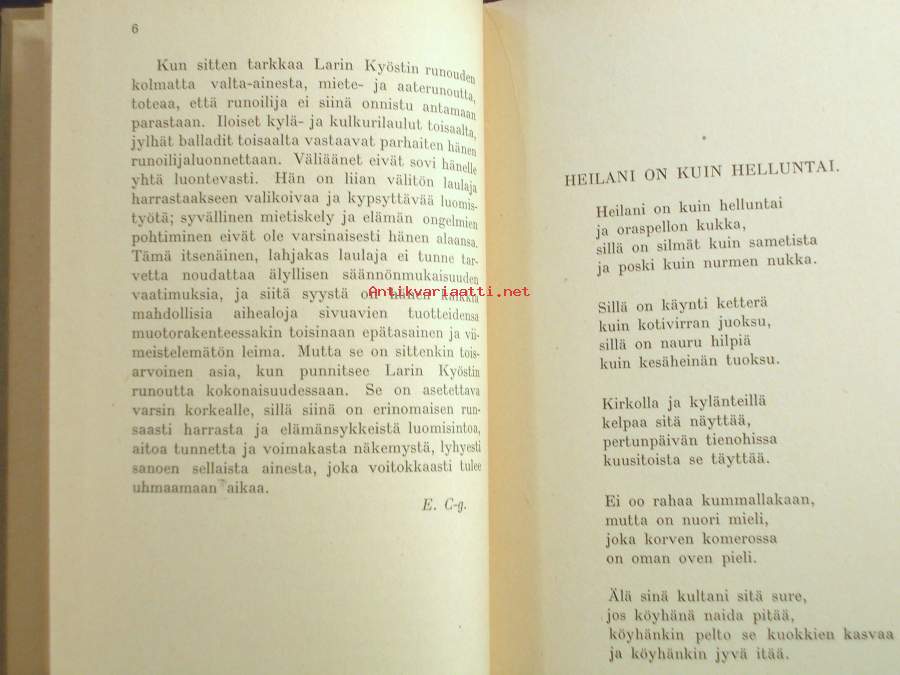 6
Kun sitten tarkkaa Larin Kyöstin runouden
kolmatta valta-ainesta, miete- ja aaterunoutta,
toteaa, että runoilija ei siinä onnistu antamaan
parastaan. Iloiset kylä- ja kulkurilaulut toisaalta,
jylhät balladit toisaalta vastaavat parhaiten hänen
runoilijaluonnettaan. Väliäänet eivät sovi hänelle
yhtä luontevasti. Hän on liian välitön laulaja
harrastaakseen valikoivaa ja kypsyttävää luomis-
työtä; syvällinen mietiskely ja elämän ongelmien
pohtiminen eivät ole varsinaisesti hänen alaansa.
Tämä itsenäinen, lahjakas laulaja ei tunne tar-
vetta noudattaa älyllisen säännönmukaisuuden
vaatimuksia, ja siitä syystä on hänen kaikkia
mahdollisia aihealoja sivuavien tuotteidensa
muotorakenteessakin toisinaan epätasainen ja vii-
meistelemätön leima. Mutta se on sittenkin tois-
arvoinen asia, kun punnitsee Larin Kyöstin
runoutta kokonaisuudessaan. Se on asetettava
varsin korkealle, sillä siinä on erinomaisen run-
saasti harrasta ja elämänsykkeistä luomisintoa,
aitoa tunnetta ja voimakasta näkemystä, lyhyesti
sanoen sellaista ainesta, joka voitokkaasti tulee
uhmaamaan aikaa.
E. C-g.
Antikvariaatti.net
HEILANI ON KUIN HELLUNTAI.
Heilani on kuin helluntai
ja oraspellon kukka,
sillä on silmät kuin sametista
ja poski kuin nurmen nukka.
Sillä on käynti ketterä
kuin kotivirran juoksu,
sillä on nauru hilpiä
kuin kesäheinän tuoksu.
Kirkolla ja kylänteillä
kelpaa sitä näyttää,
pertunpäivän tienohissa
kuusitoista se täyttää.
Ei oo rahaa kummallakaan,
mutta on nuori mieli,
joka korven komerossa
on oman oven pieli.
Älä sinä kultani sitä sure,
jos köyhänä naida pitää,
köyhänkin pelto se kuokkien kasvaa
ja köyhänkin jyvä itää.